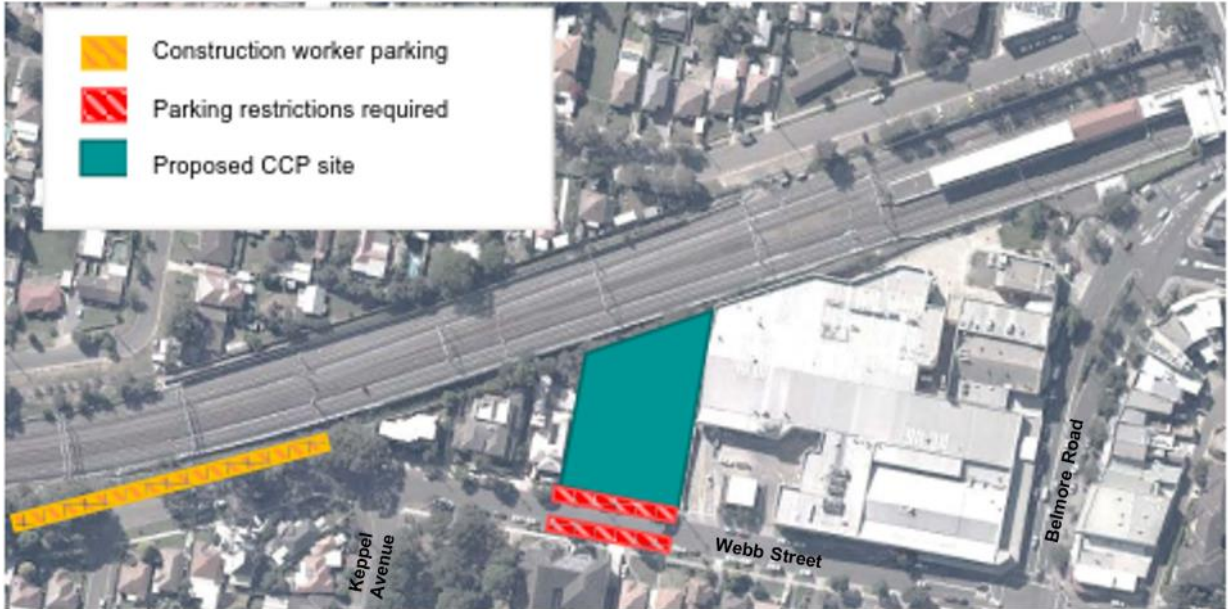 Construction worker parking
Parking restrictions required
Proposed CCP site
Belmore Road
Webb Street
Keppel
Avenue